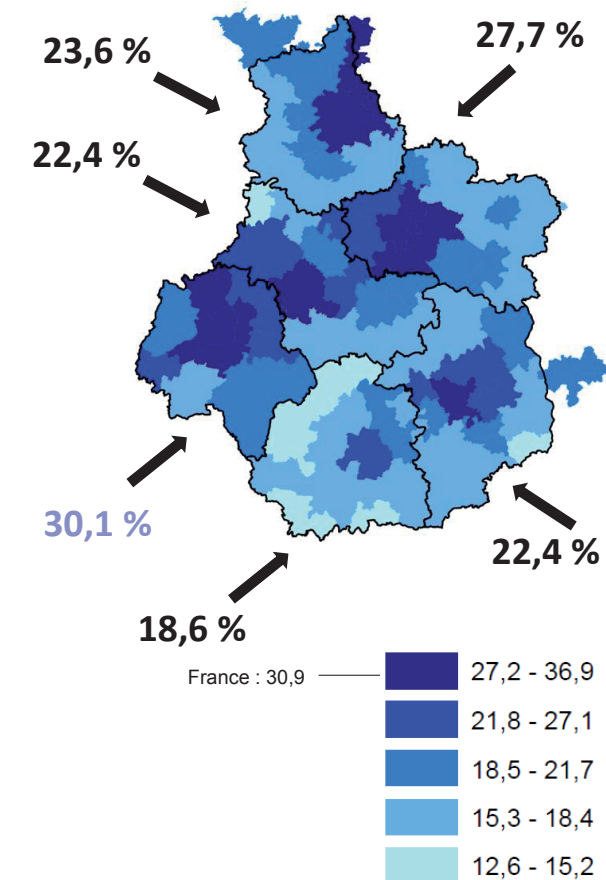 27,7 %
23,6 %
22,4 %
30,1 %
22,4 %
18,6 %
France : 30,9
27,2 - 36,9
21,8 - 27,1
18,5 - 21,7
15,3 - 18,4
12,6 - 15,2